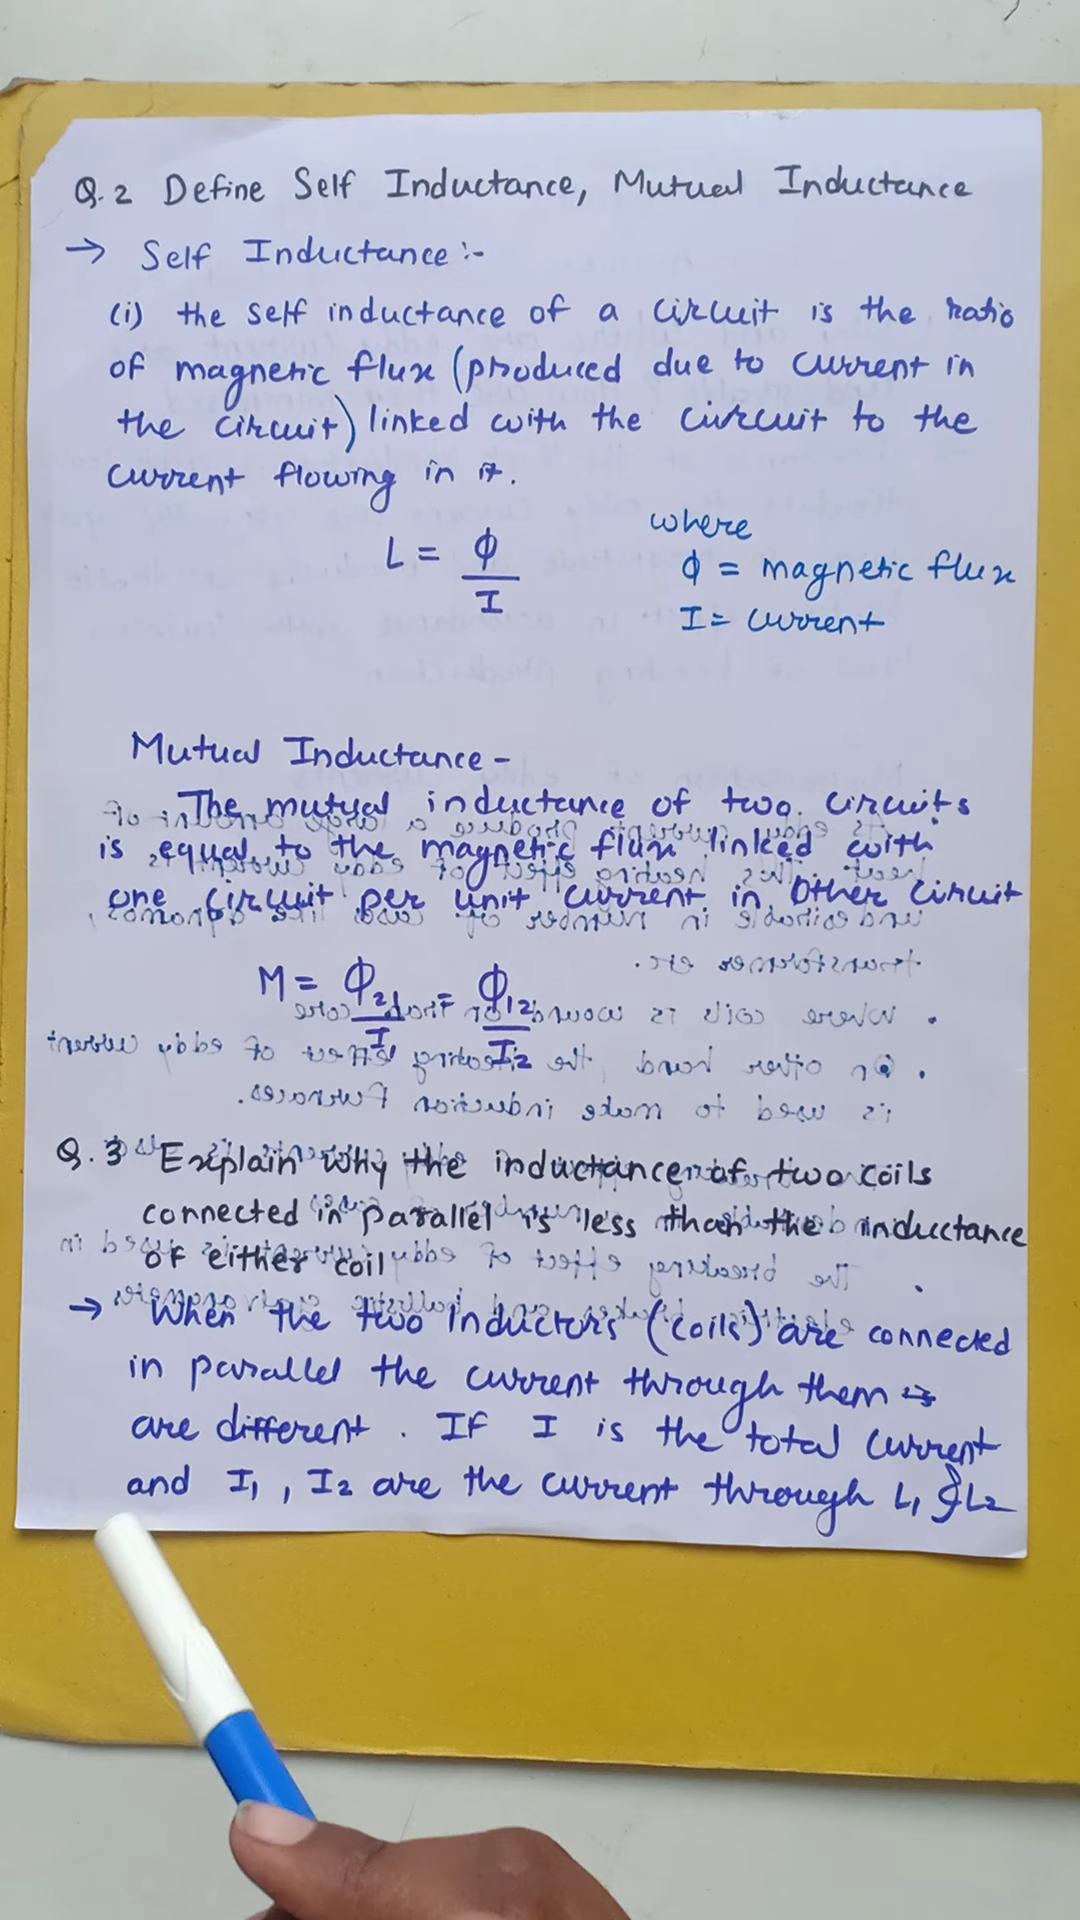 Q.2 Define Self Inductance, Mutual Inductance
→ Self Inductance :-
(i) the self inductance of a circuit is the ratio
of magnetic flux (produced due to current in
the circuit) linked with the circuit to the
current flowing in it.
L = Φ/I
where
Φ = magnetic flux
I = current
Mutual Inductance -
The mutual inductance of two circuits
is equal to the magnetic flux linked with
one circuit per unit current in other circuit
M = Φ21/I1 = Φ12/I2
Q.3 Explain why the inductance of two coils
connected in parallel is less than the inductance
of either coil
→ When the two inductors (coils) are connected
in parallel the current through them
are different. If I is the total current
and I1, I2 are the current through L1 & L2